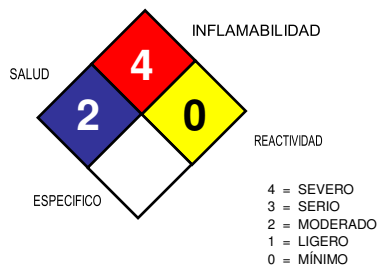 INFLAMABILIDAD
SALUD
4
2
0
REACTIVIDAD
ESPECIFICO
4 = SEVERO
3 = SERIO
2 = MODERADO
1 = LIGERO
0 = MÍNIMO